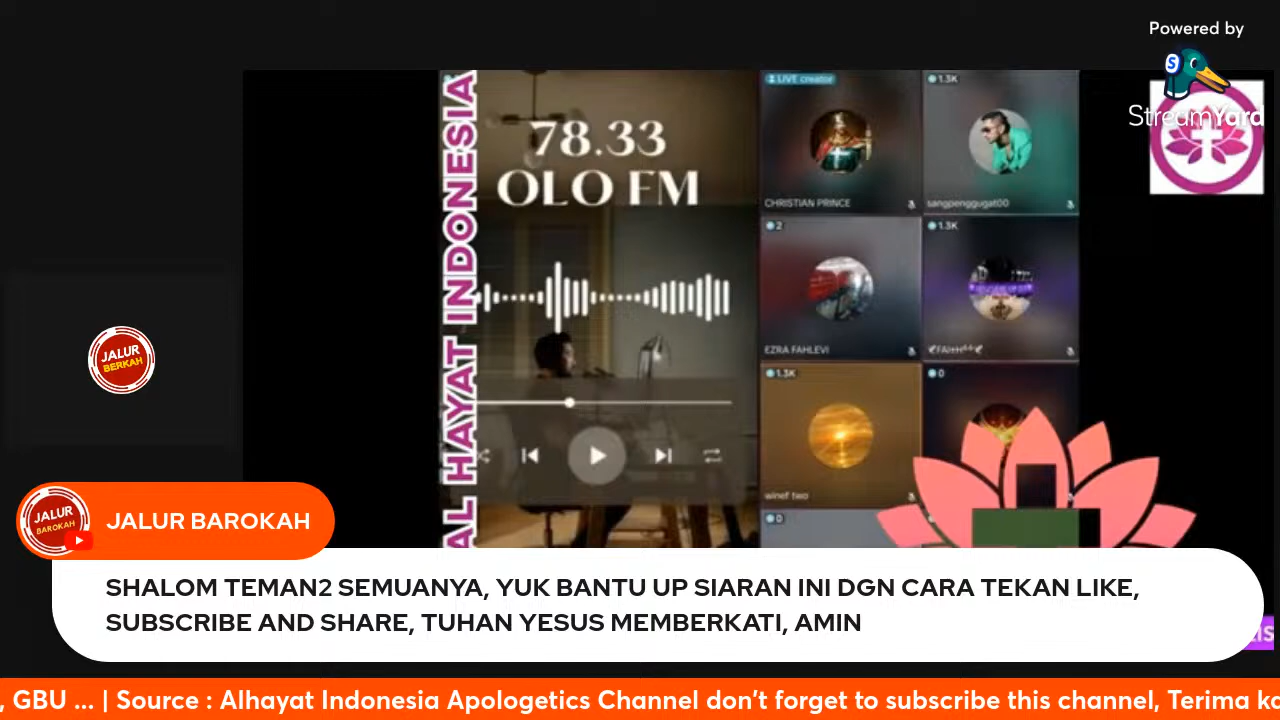 Powered by
StreamYard
AL HAYAT INDONESIA
78.33
OLO FM
LIVE creator
1.3K
CHRISTIAN PRINCE
sangpenggugat00
2
1.3K
EZRA FAHLEVI
1.3K
0
winef two
0
JALUR
BERKAH
JALUR
BAROKAH
JALUR BAROKAH
SHALOM TEMAN2 SEMUANYA, YUK BANTU UP SIARAN INI DGN CARA TEKAN LIKE,
SUBSCRIBE AND SHARE, TUHAN YESUS MEMBERKATI, AMIN
, GBU ... | Source : Alhayat Indonesia Apologetics Channel don't forget to subscribe this channel, Terima ka